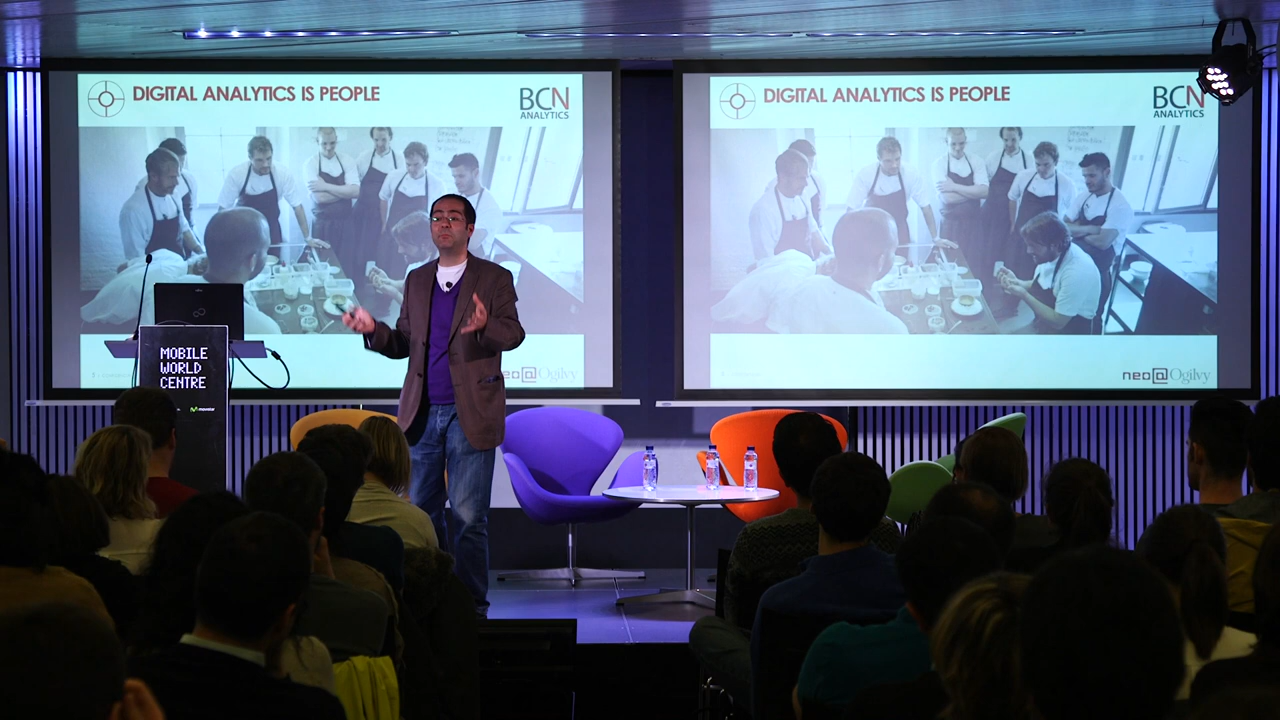 DIGITAL ANALYTICS IS PEOPLE
BCN
ANALYTICS
MOBILE
WORLD
CENTRE
movistar
neo@Ogilvy
DIGITAL ANALYTICS IS PEOPLE
BCN
ANALYTICS
neo@Ogilvy